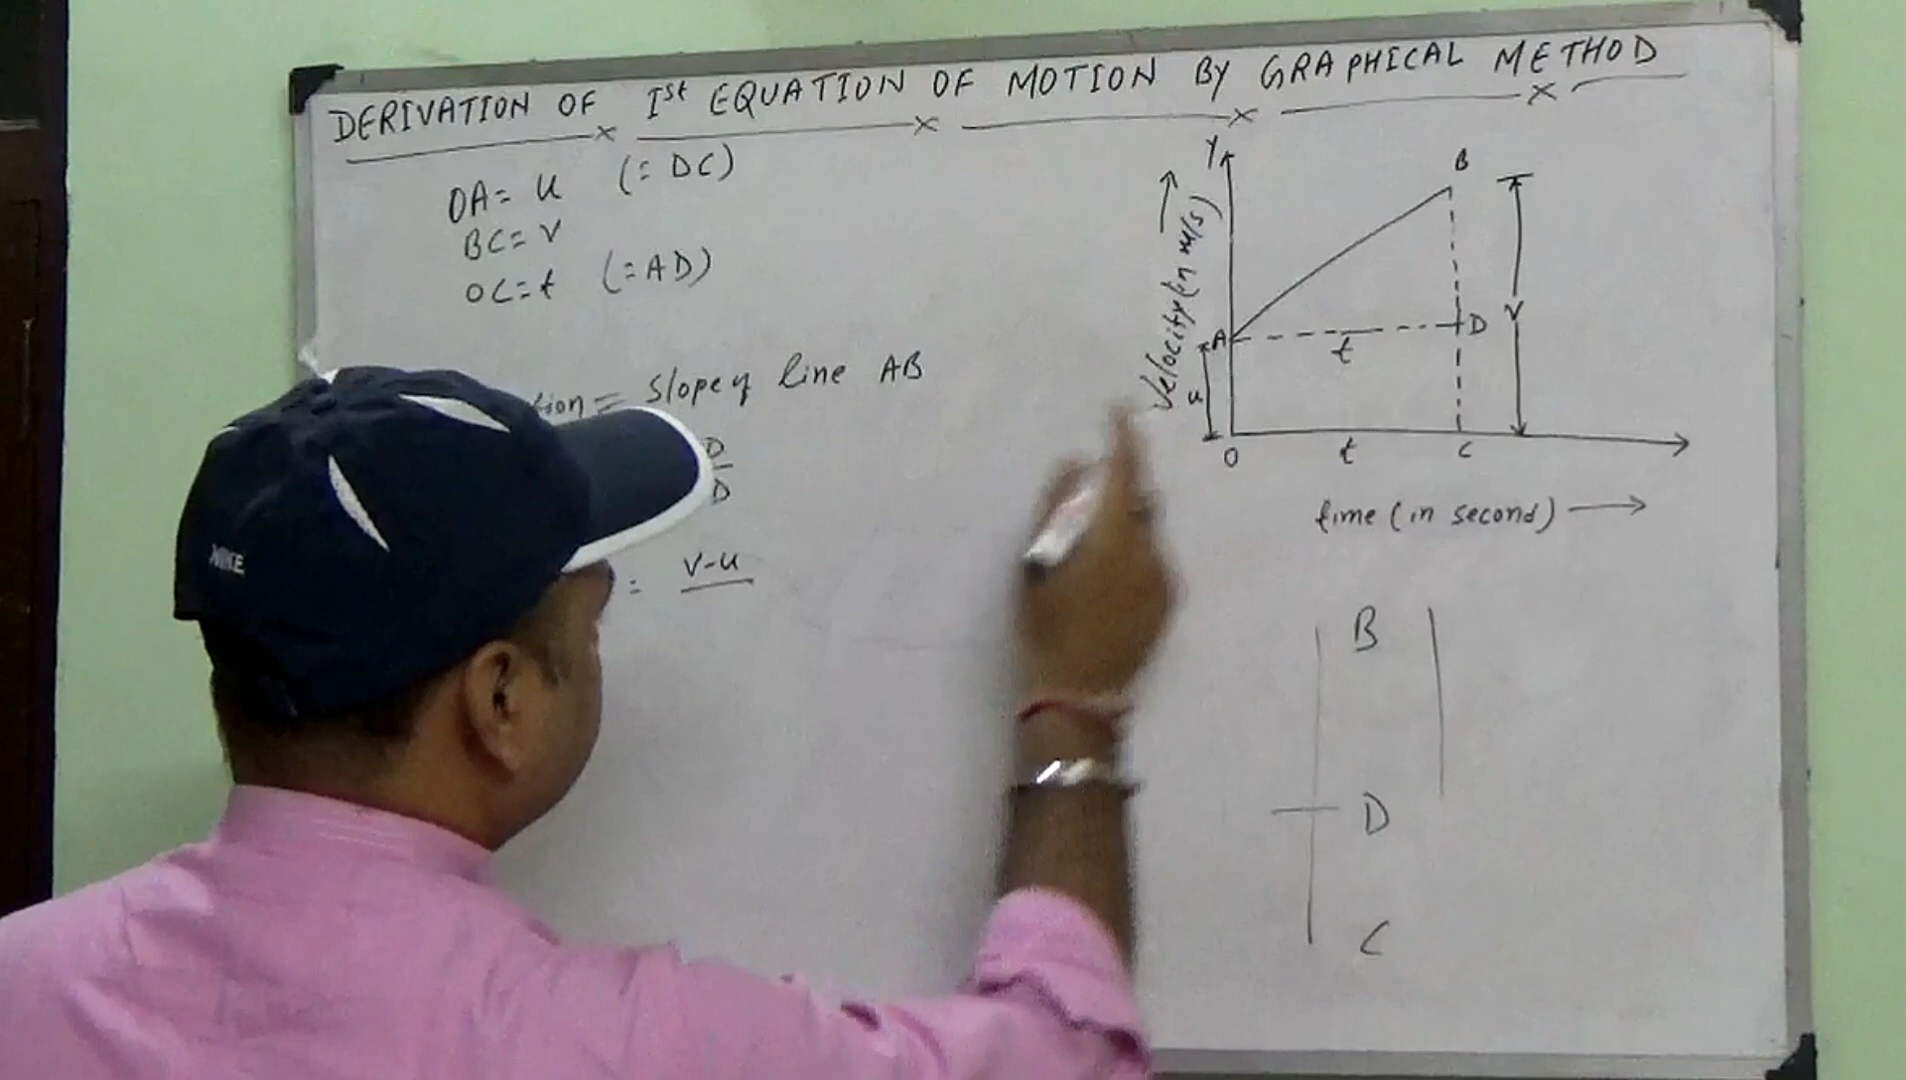 DERIVATION OF Ist EQUATION OF MOTION BY GRAPHICAL METHOD
OA = u (= DC)
BC = v
OC = t (= AD)
= Slope of line AB
D
D
= v-u
NIKE
Y
B
Velocity (in m/s)
A
t
D
v
u
O
t
C
time (in second)
B
D
C